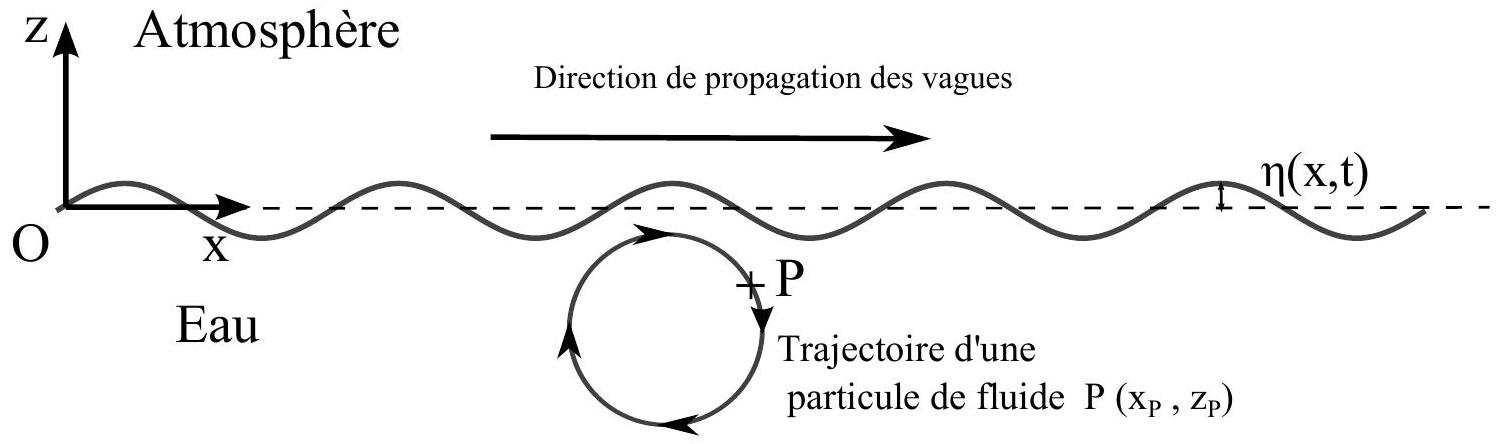 z
Atmosphère
Direction de propagation des vagues
η(x,t)
O
x
P
Eau
Trajectoire d'une
particule de fluide P (xₚ , zₚ)